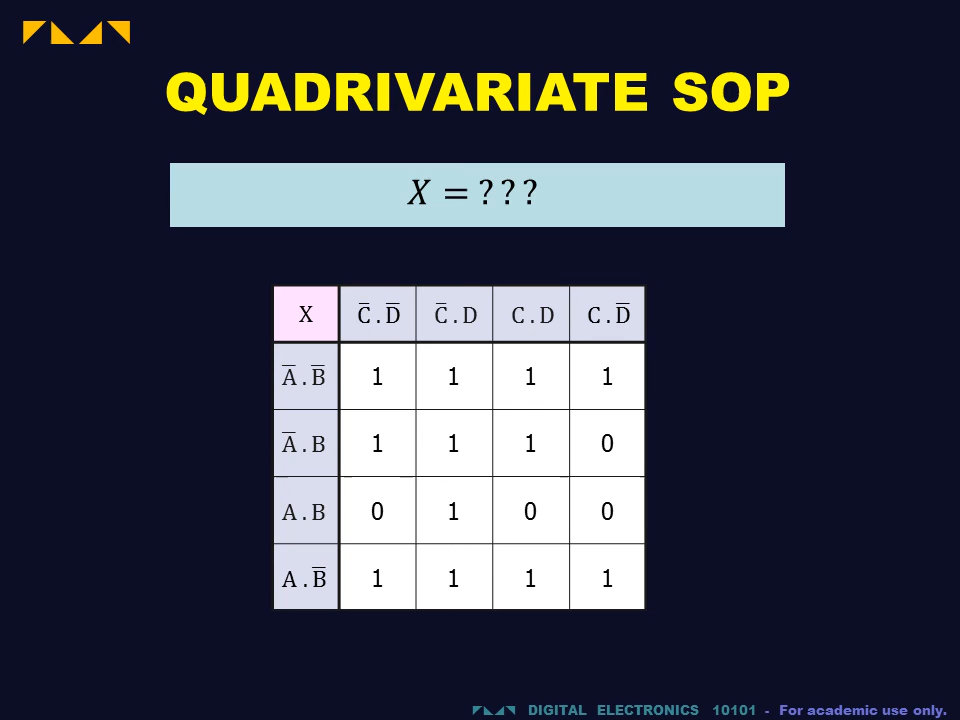 QUADRIVARIATE SOP
X = ? ? ?
X C̅.D̅ C̅.D C.D C.D̅
A̅.B̅ 1 1 1 1
A̅.B 1 1 1 0
A.B 0 1 0 0
A.B̅ 1 1 1 1
DIGITAL ELECTRONICS 10101 - For academic use only.